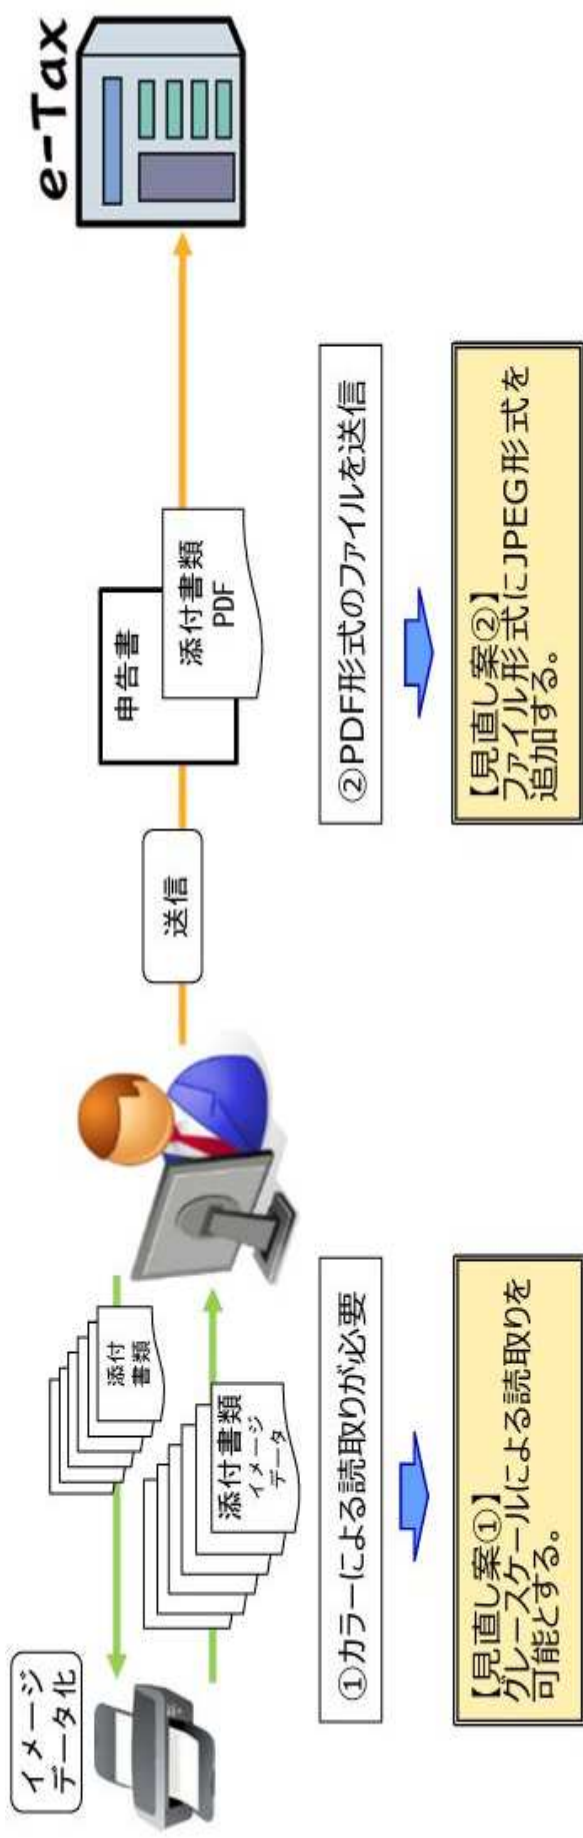 イメージ
データ化
添付
書類
添付書類
イメージ
データ
送信
申告書
添付書類
PDF
e-Tax
①カラーによる読取りが必要
②PDF形式のファイルを送信
【見直し案①】
グレースケールによる読取りを
可能とする。
【見直し案②】
ファイル形式にJPEG形式を
追加する。